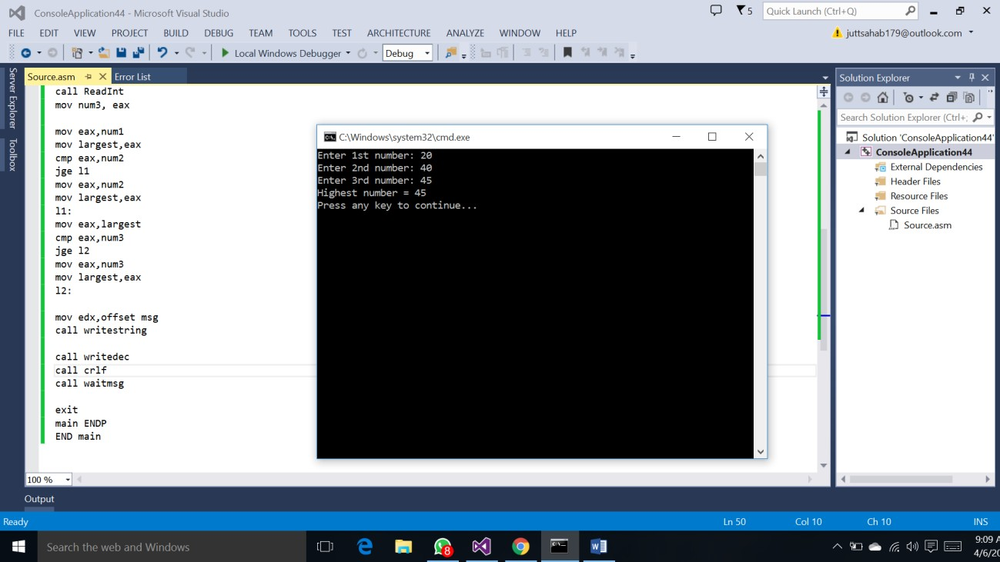 ConsoleApplication44 - Microsoft Visual Studio
5
Quick Launch (Ctrl+Q)
FILE EDIT VIEW PROJECT BUILD DEBUG TEAM TOOLS TEST ARCHITECTURE ANALYZE WINDOW HELP
juttsahab179@outlook.com
Local Windows Debugger
Debug
Server Explorer
Toolbox
Source.asm
Error List
call ReadInt
mov num3, eax
mov eax,num1
mov largest,eax
cmp eax,num2
jge l1
mov eax,num2
mov largest,eax
l1:
mov eax,largest
cmp eax,num3
jge l2
mov eax,num3
mov largest,eax
l2:
mov edx,offset msg
call writestring
call writedec
call crlf
call waitmsg
exit
main ENDP
END main
100 %
C:\Windows\system32\cmd.exe
Enter 1st number: 20
Enter 2nd number: 40
Enter 3rd number: 45
Highest number = 45
Press any key to continue...
Solution Explorer
Search Solution Explorer (Ctrl+;
Solution 'ConsoleApplication44'
ConsoleApplication44
External Dependencies
Header Files
Resource Files
Source Files
Source.asm
Output
Ready
Ln 50
Col 10
Ch 10
INS
Search the web and Windows
8
9:09 A
4/6/20